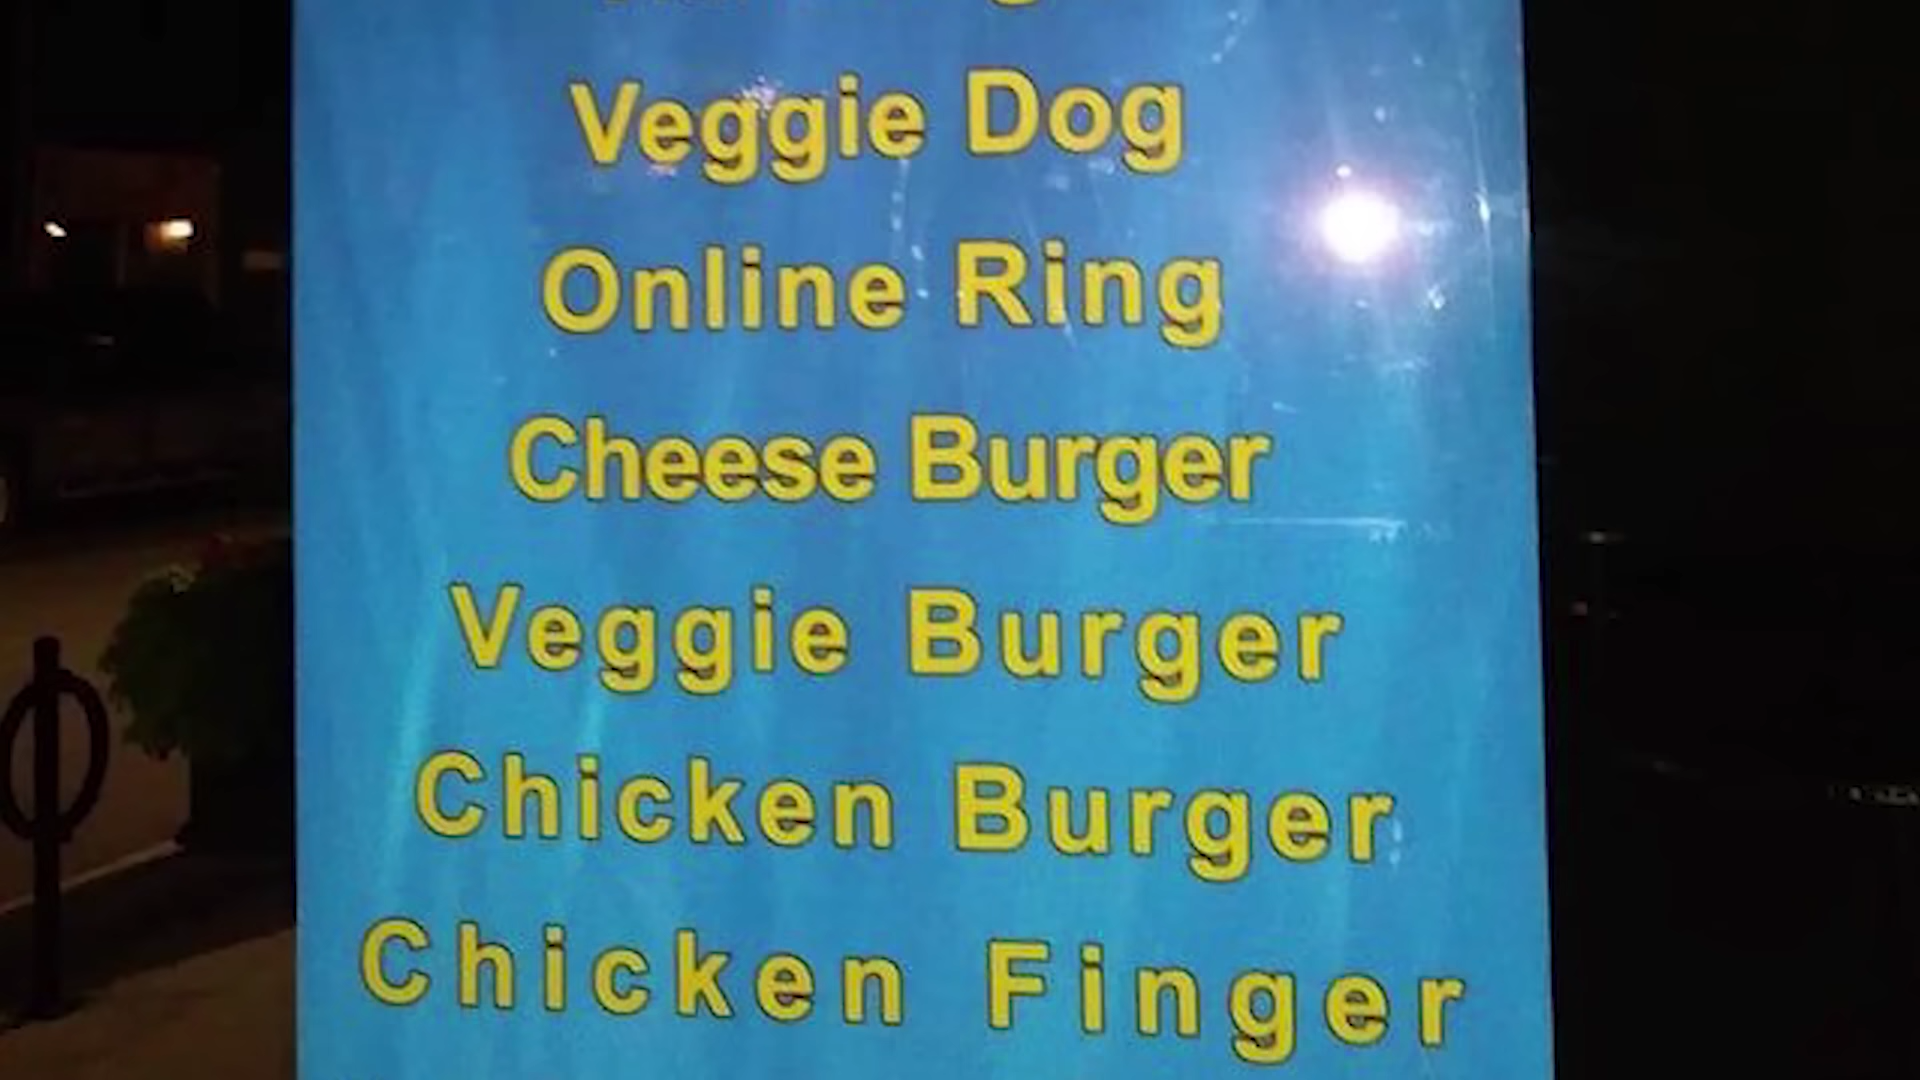 Veggie Dog
Online Ring
Cheese Burger
Veggie Burger
Chicken Burger
Chicken Finger